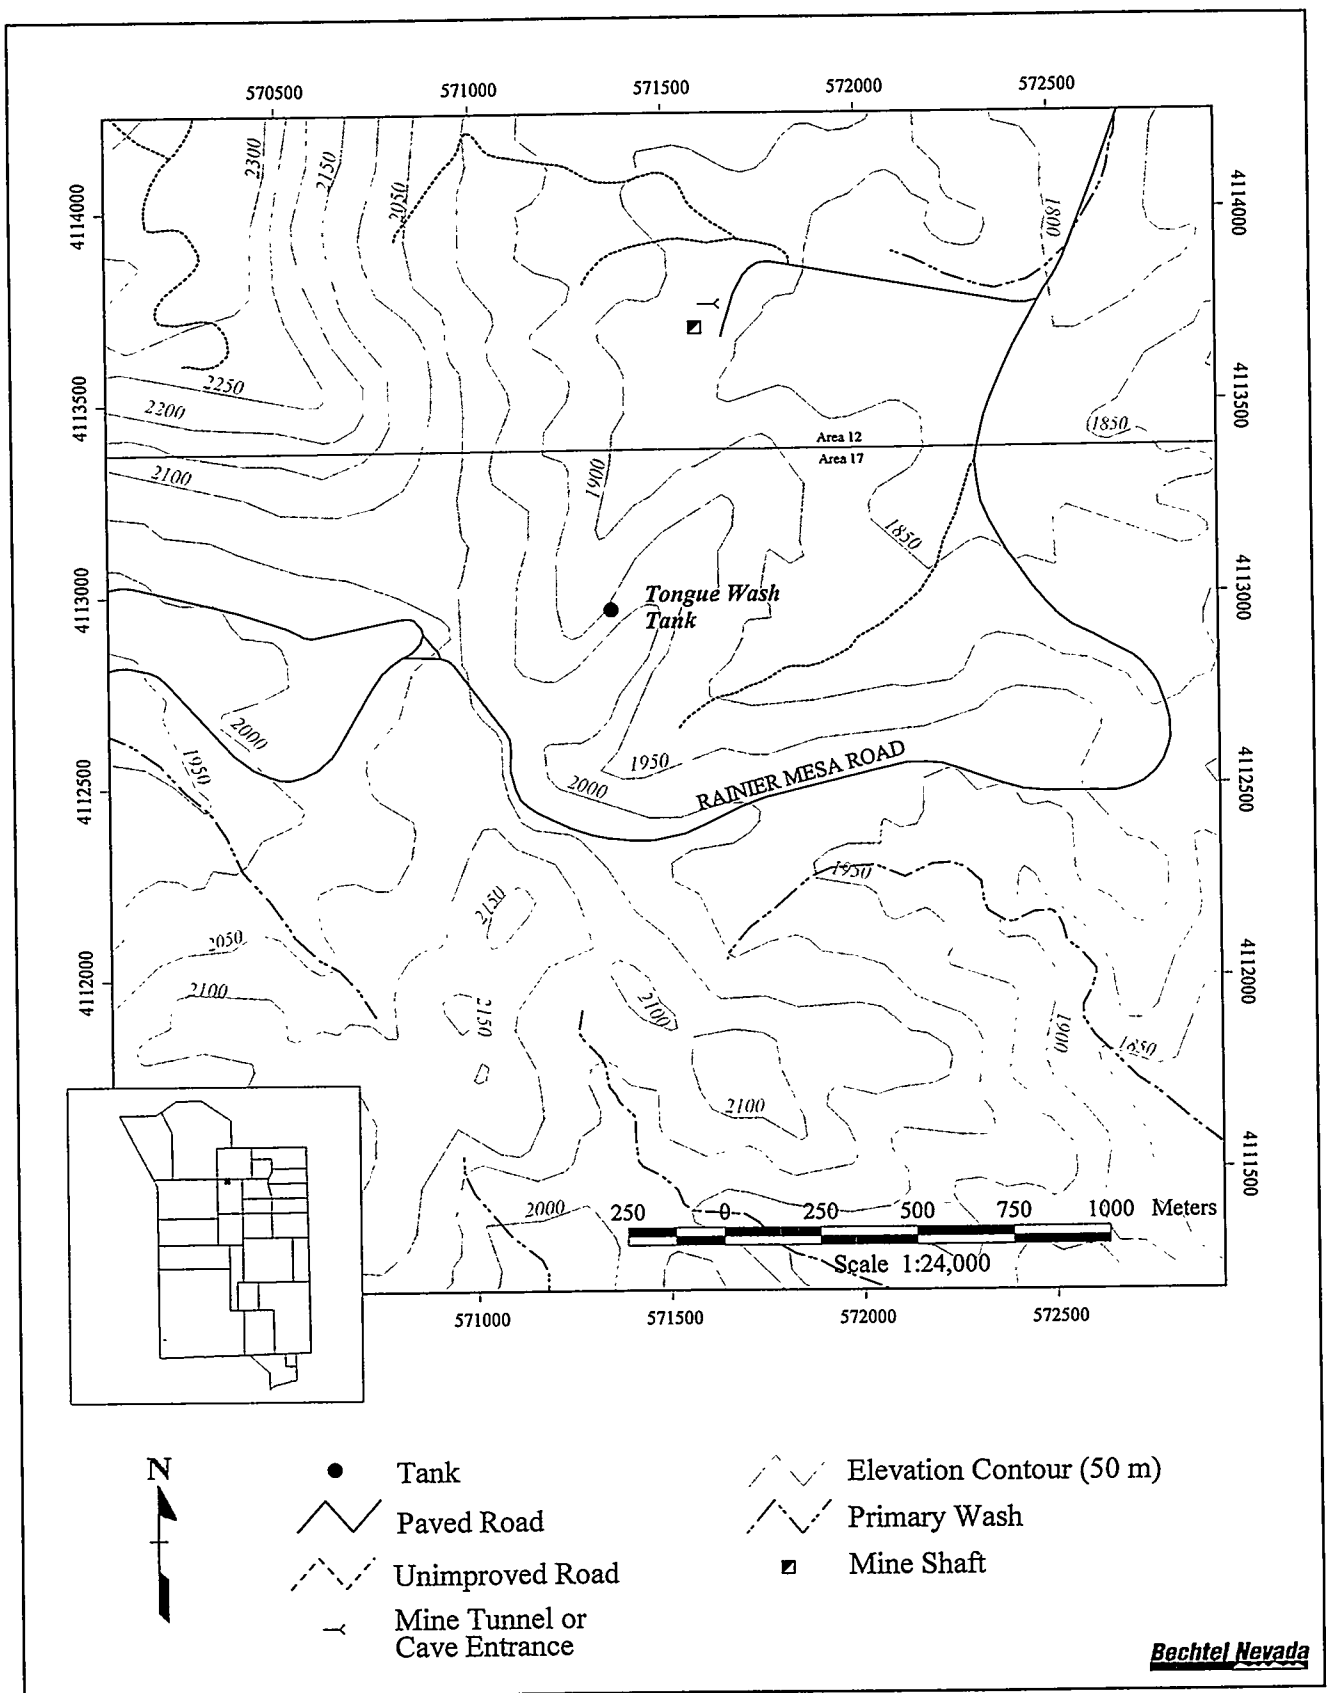 570500 571000 571500 572000 572500
2300
2150
2050
1800
4114000
4114000
2250
2200
4113500
4113500
(1850
Area 12
Area 17
2100
1900
1850
4113000
4113000
Tongue Wash
Tank
2000
1950
1950
2000
RAINIER MESA ROAD
4112500
4112500
1950
2150
2050
2100
2150
2100
1900
1850
4112000
4112000
2100
4111500
2000
250 0 250 500 750 1000 Meters
Scale 1:24,000
571000 571500 572000 572500
N
Tank
Paved Road
Unimproved Road
Mine Tunnel or
Cave Entrance
Elevation Contour (50 m)
Primary Wash
Mine Shaft
Bechtel Nevada